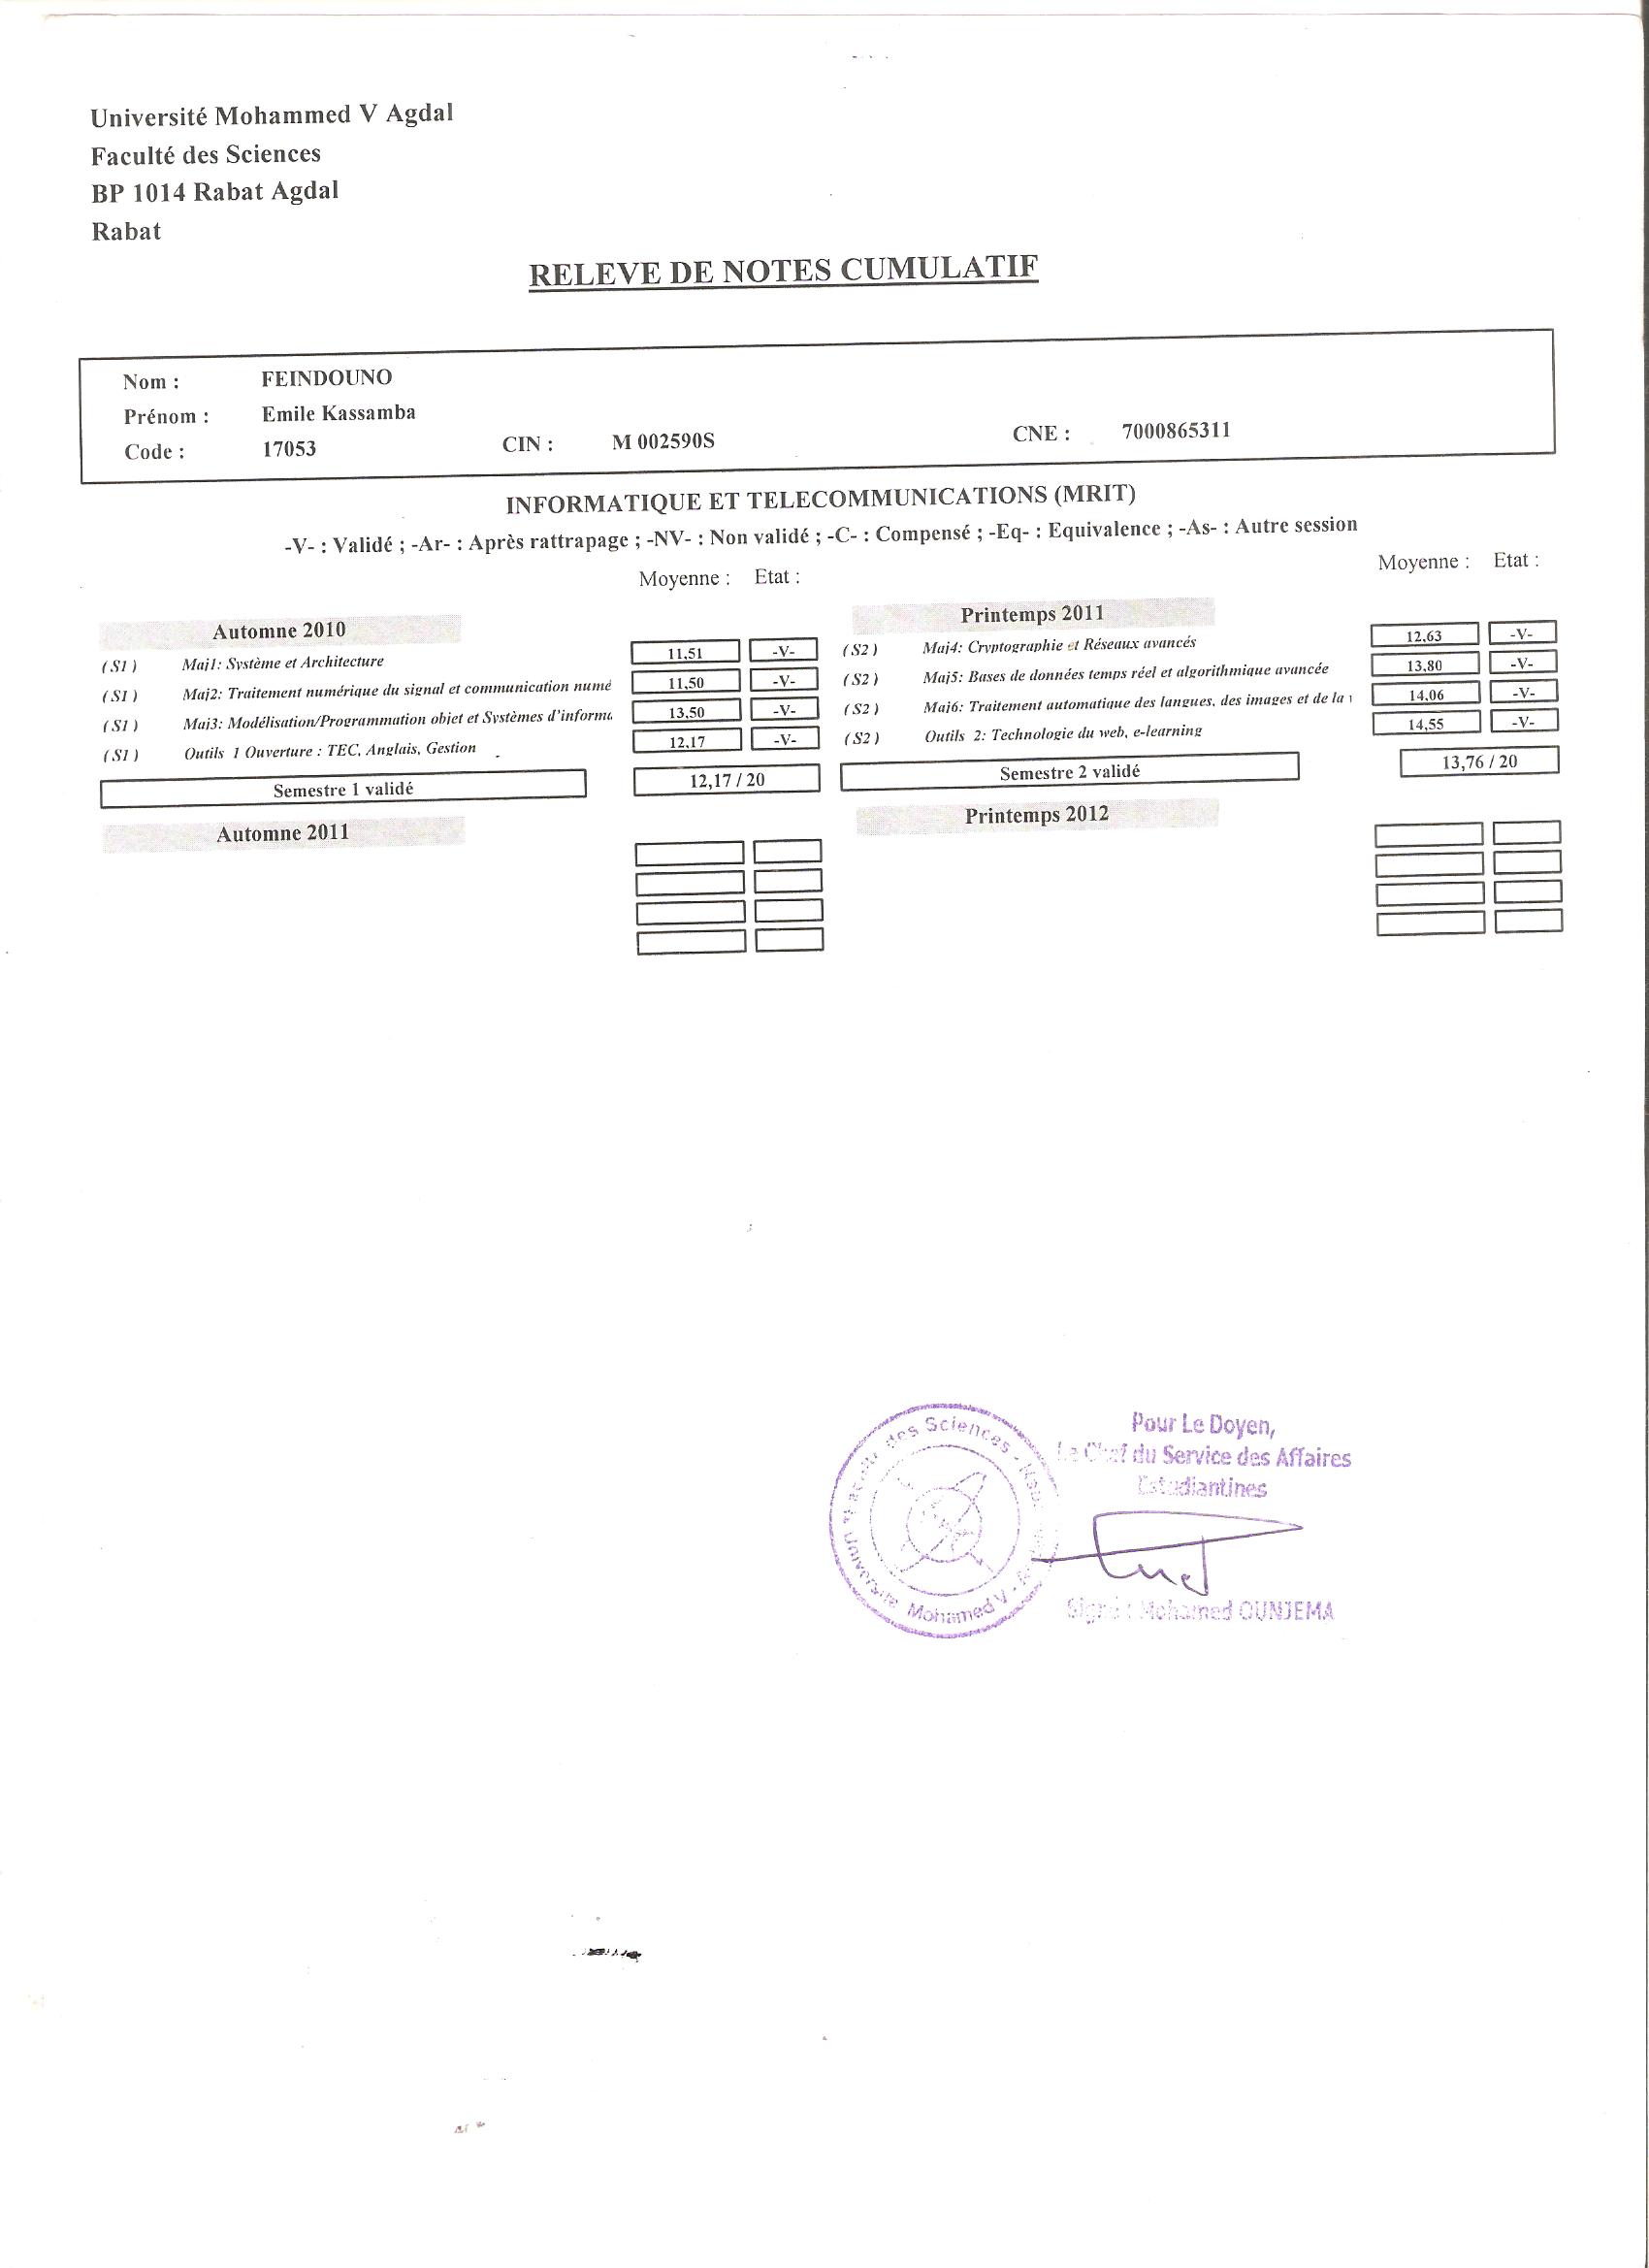 Université Mohammed V Agdal
Faculté des Sciences
BP 1014 Rabat Agdal
Rabat
RELEVE DE NOTES CUMULATIF
Nom : FEINDOUNO
Prénom : Emile Kassamba
Code : 17053 CIN : M 002590S CNE : 7000865311
INFORMATIQUE ET TELECOMMUNICATIONS (MRIT)
-V- : Validé ; -Ar- : Après rattrapage ; -NV- : Non validé ; -C- : Compensé ; -Eq- : Equivalence ; -As- : Autre session
Moyenne : Etat :
Automne 2010
(S1) Maj1: Système et Architecture 11,51 -V-
(S1) Maj2: Traitement numérique du signal et communication numé 11,50 -V-
(S1) Maj3: Modélisation/Programmation objet et Systèmes d'informa 13,50 -V-
(S1) Outils 1 Ouverture : TEC, Anglais, Gestion 12,17 -V-
Semestre 1 validé 12,17 / 20
Automne 2011
Moyenne : Etat :
Printemps 2011
(S2) Maj4: Cryptographie et Réseaux avancés 12,63 -V-
(S2) Maj5: Bases de données temps réel et algorithmique avancée 13,80 -V-
(S2) Maj6: Traitement automatique des langues, des images et de la 14,06 -V-
(S2) Outils 2: Technologie du web, e-learning 14,55 -V-
Semestre 2 validé 13,76 / 20
Printemps 2012
Pour Le Doyen,
Le Chef du Service des Affaires
Estudiantines
Signé : Mohamed OUNJEMA
des Sciences
Université Mohamed V